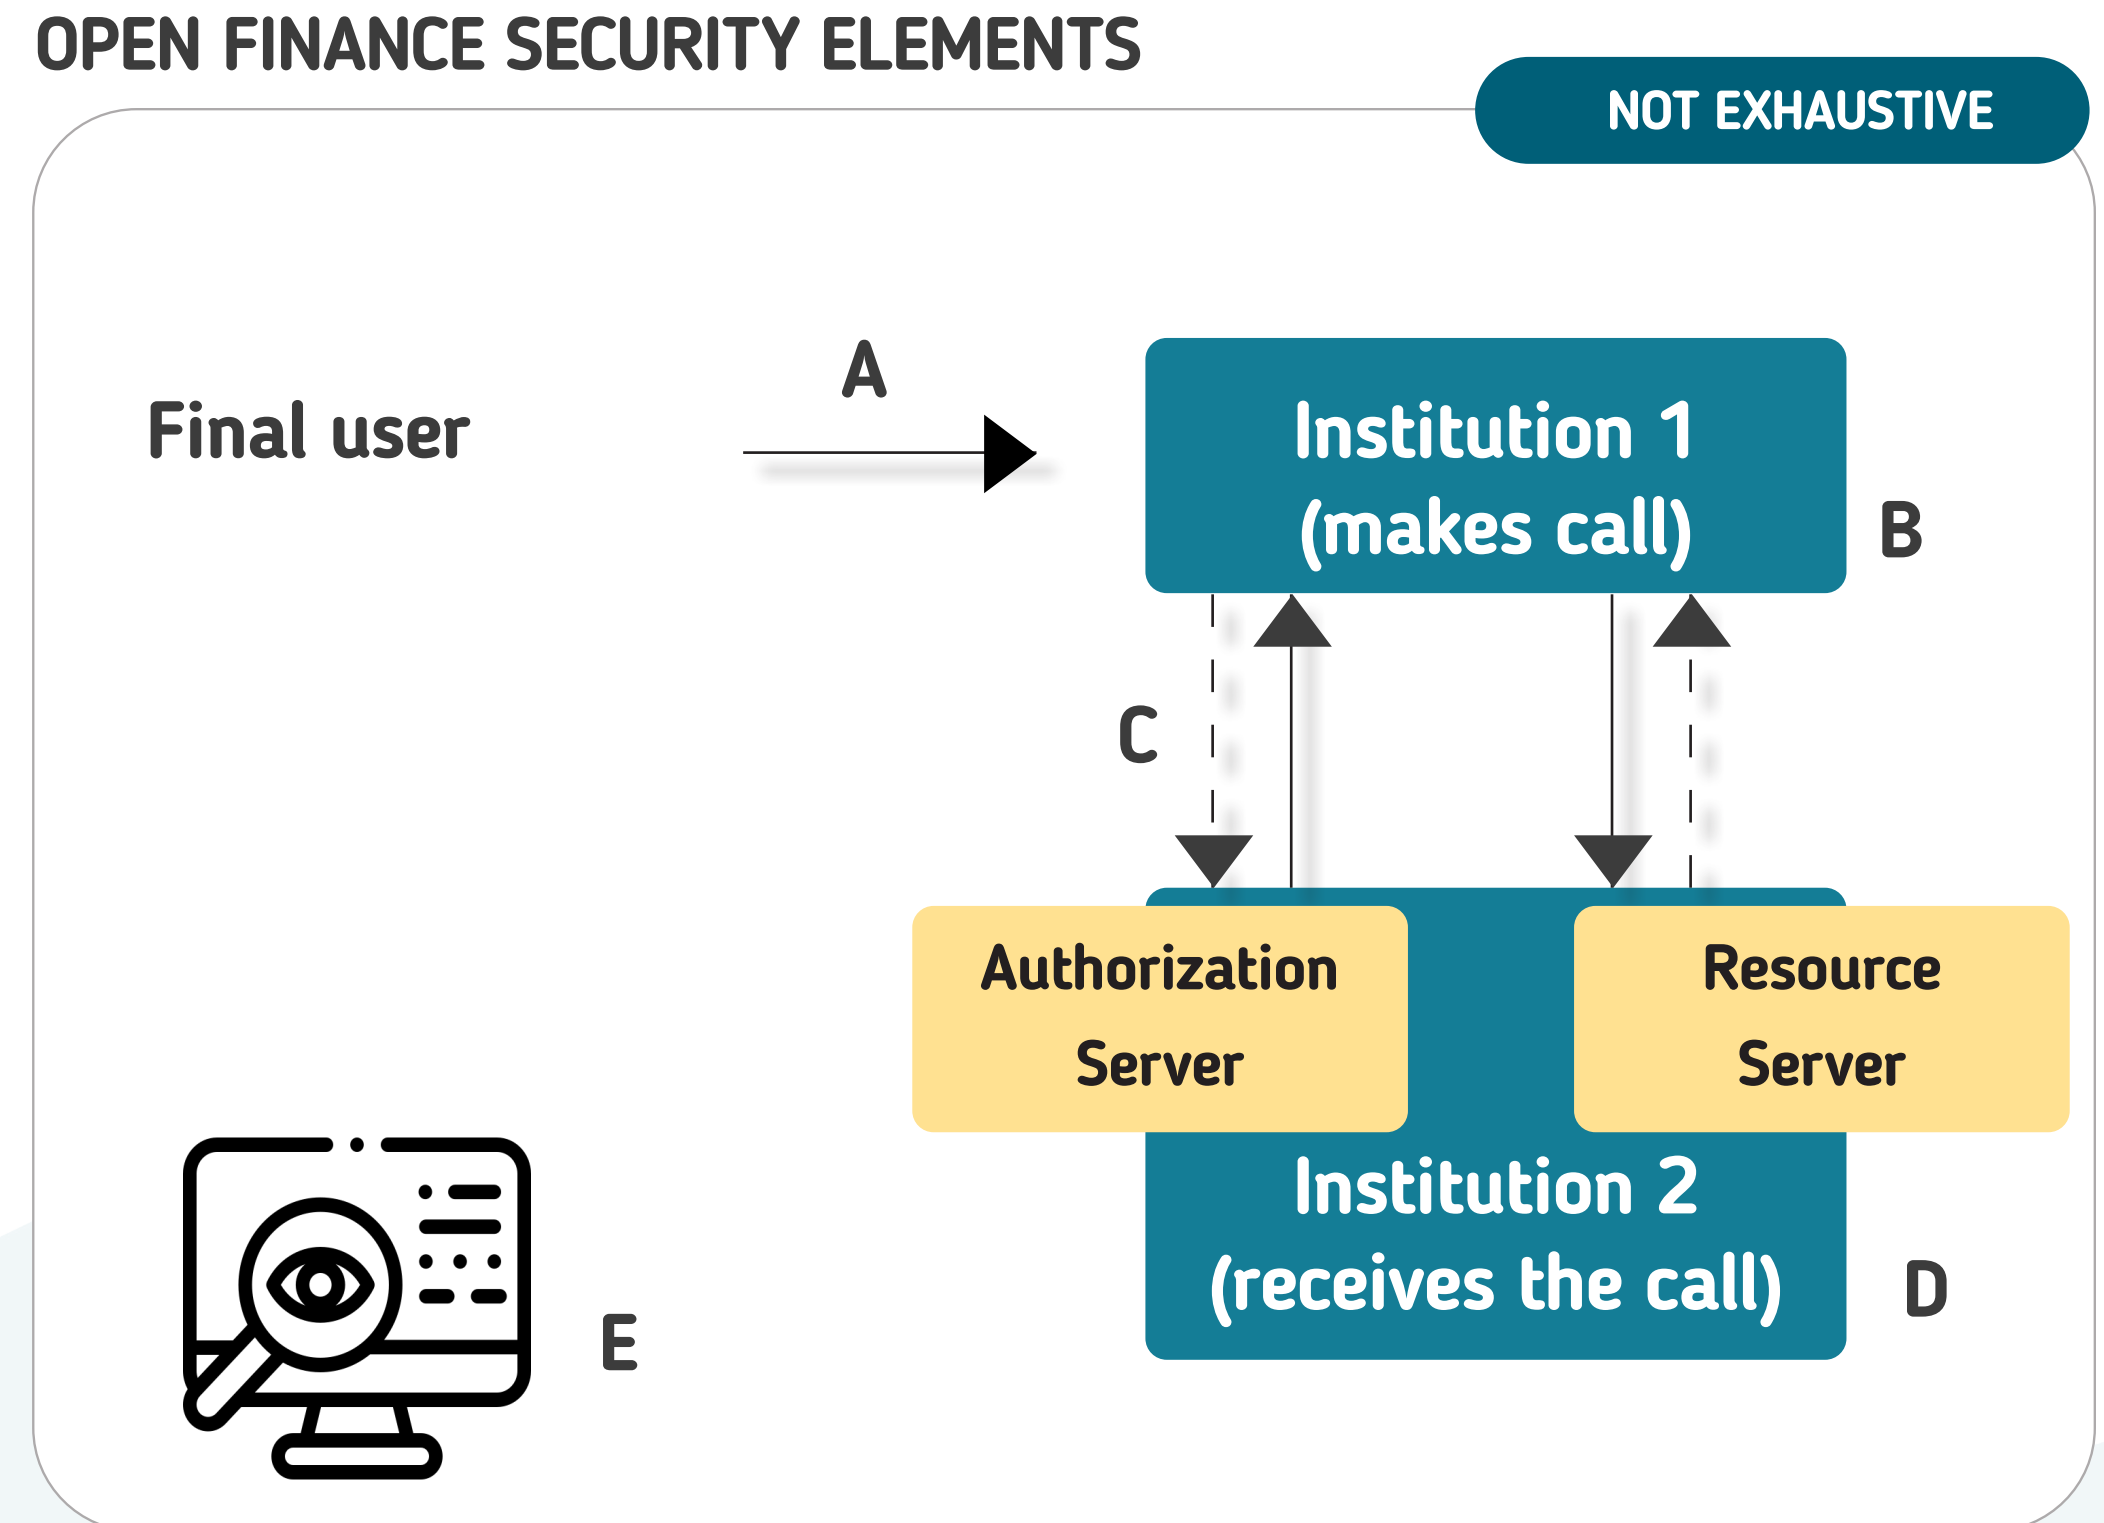 OPEN FINANCE SECURITY ELEMENTS
NOT EXHAUSTIVE
A
Final user
Institution 1
(makes call)
B
C
Authorization
Server
Resource
Server
Institution 2
(receives the call)
D
E